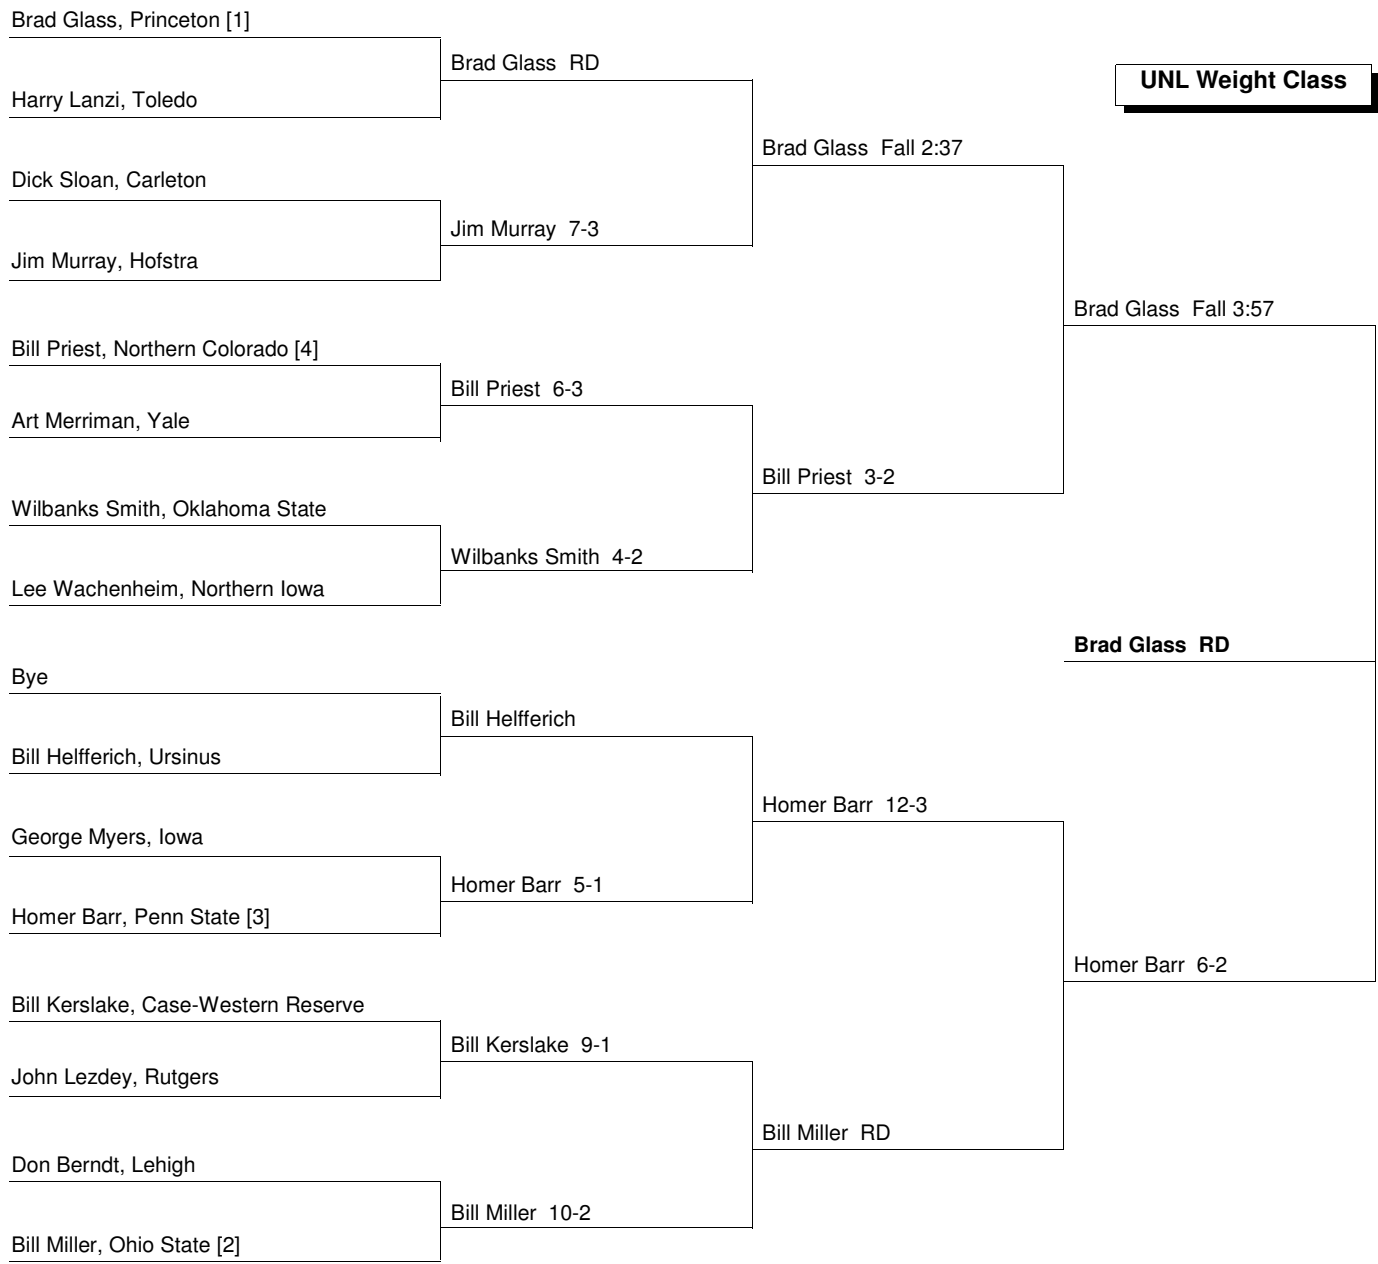 Brad Glass, Princeton [1]
Harry Lanzi, Toledo
Dick Sloan, Carleton
Jim Murray, Hofstra
Bill Priest, Northern Colorado [4]
Art Merriman, Yale
Wilbanks Smith, Oklahoma State
Lee Wachenheim, Northern Iowa
Bye
Bill Helfferich, Ursinus
George Myers, Iowa
Homer Barr, Penn State [3]
Bill Kerslake, Case-Western Reserve
John Lezdey, Rutgers
Don Berndt, Lehigh
Bill Miller, Ohio State [2]
Brad Glass RD
Jim Murray 7-3
Bill Priest 6-3
Wilbanks Smith 4-2
Bill Helfferich
Homer Barr 5-1
Bill Kerslake 9-1
Bill Miller 10-2
Brad Glass Fall 2:37
Bill Priest 3-2
Homer Barr 12-3
Bill Miller RD
UNL Weight Class
Brad Glass Fall 3:57
Brad Glass RD
Homer Barr 6-2